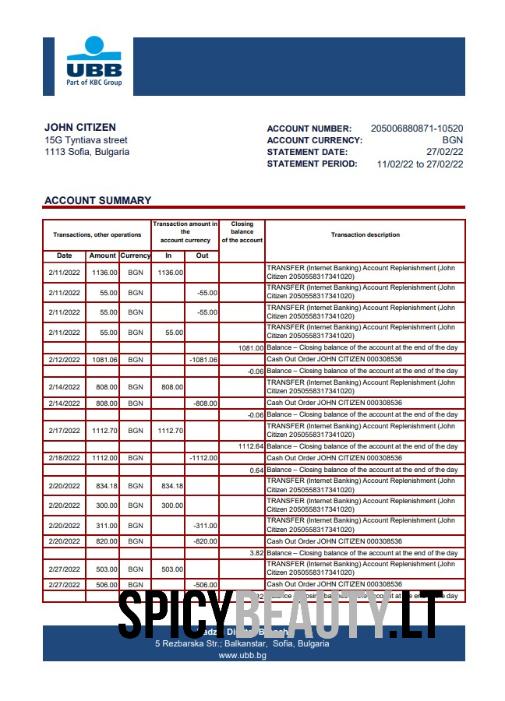 UBB
Part of KBC Group
JOHN CITIZEN
15G Tyntiava street
1113 Sofia, Bulgaria
ACCOUNT NUMBER: 205006880871-10520
ACCOUNT CURRENCY: BGN
STATEMENT DATE: 27/02/22
STATEMENT PERIOD: 11/02/22 to 27/02/22
ACCOUNT SUMMARY
Transactions, other operations
Transaction amount in
the
account currency
Closing
balance
of the account
Transaction description
Date Amount Currency In Out
2/11/2022 1136.00 BGN 1136.00 TRANSFER (Internet Banking) Account Replenishment (John
Citizen 2050558317341020)
2/11/2022 55.00 BGN -55.00 TRANSFER (Internet Banking) Account Replenishment (John
Citizen 2050558317341020)
2/11/2022 55.00 BGN -55.00 TRANSFER (Internet Banking) Account Replenishment (John
Citizen 2050558317341020)
2/11/2022 55.00 BGN 55.00 TRANSFER (Internet Banking) Account Replenishment (John
Citizen 2050558317341020)
1081.00 Balance – Closing balance of the account at the end of the day
2/12/2022 1081.06 BGN -1081.06 Cash Out Order JOHN CITIZEN 000308536
-0.06 Balance – Closing balance of the account at the end of the day
2/14/2022 808.00 BGN 808.00 TRANSFER (Internet Banking) Account Replenishment (John
Citizen 2050558317341020)
2/14/2022 808.00 BGN -808.00 Cash Out Order JOHN CITIZEN 000308536
-0.06 Balance – Closing balance of the account at the end of the day
2/17/2022 1112.70 BGN 1112.70 TRANSFER (Internet Banking) Account Replenishment (John
Citizen 2050558317341020)
1112.64 Balance – Closing balance of the account at the end of the day
2/18/2022 1112.00 BGN -1112.00 Cash Out Order JOHN CITIZEN 000308536
0.64 Balance – Closing balance of the account at the end of the day
2/20/2022 834.18 BGN 834.18 TRANSFER (Internet Banking) Account Replenishment (John
Citizen 2050558317341020)
2/20/2022 300.00 BGN 300.00 TRANSFER (Internet Banking) Account Replenishment (John
Citizen 2050558317341020)
2/20/2022 311.00 BGN -311.00 TRANSFER (Internet Banking) Account Replenishment (John
Citizen 2050558317341020)
2/20/2022 820.00 BGN -820.00 Cash Out Order JOHN CITIZEN 000308536
3.82 Balance – Closing balance of the account at the end of the day
2/27/2022 503.00 BGN 503.00 TRANSFER (Internet Banking) Account Replenishment (John
Citizen 2050558317341020)
2/27/2022 506.00 BGN -506.00 Cash Out Order JOHN CITIZEN 000308536
account at the end of the day
SPICYBEAUTY.LT
5 Rezbarska Str.; Balkanstar, Sofia, Bulgaria
www.ubb.bg